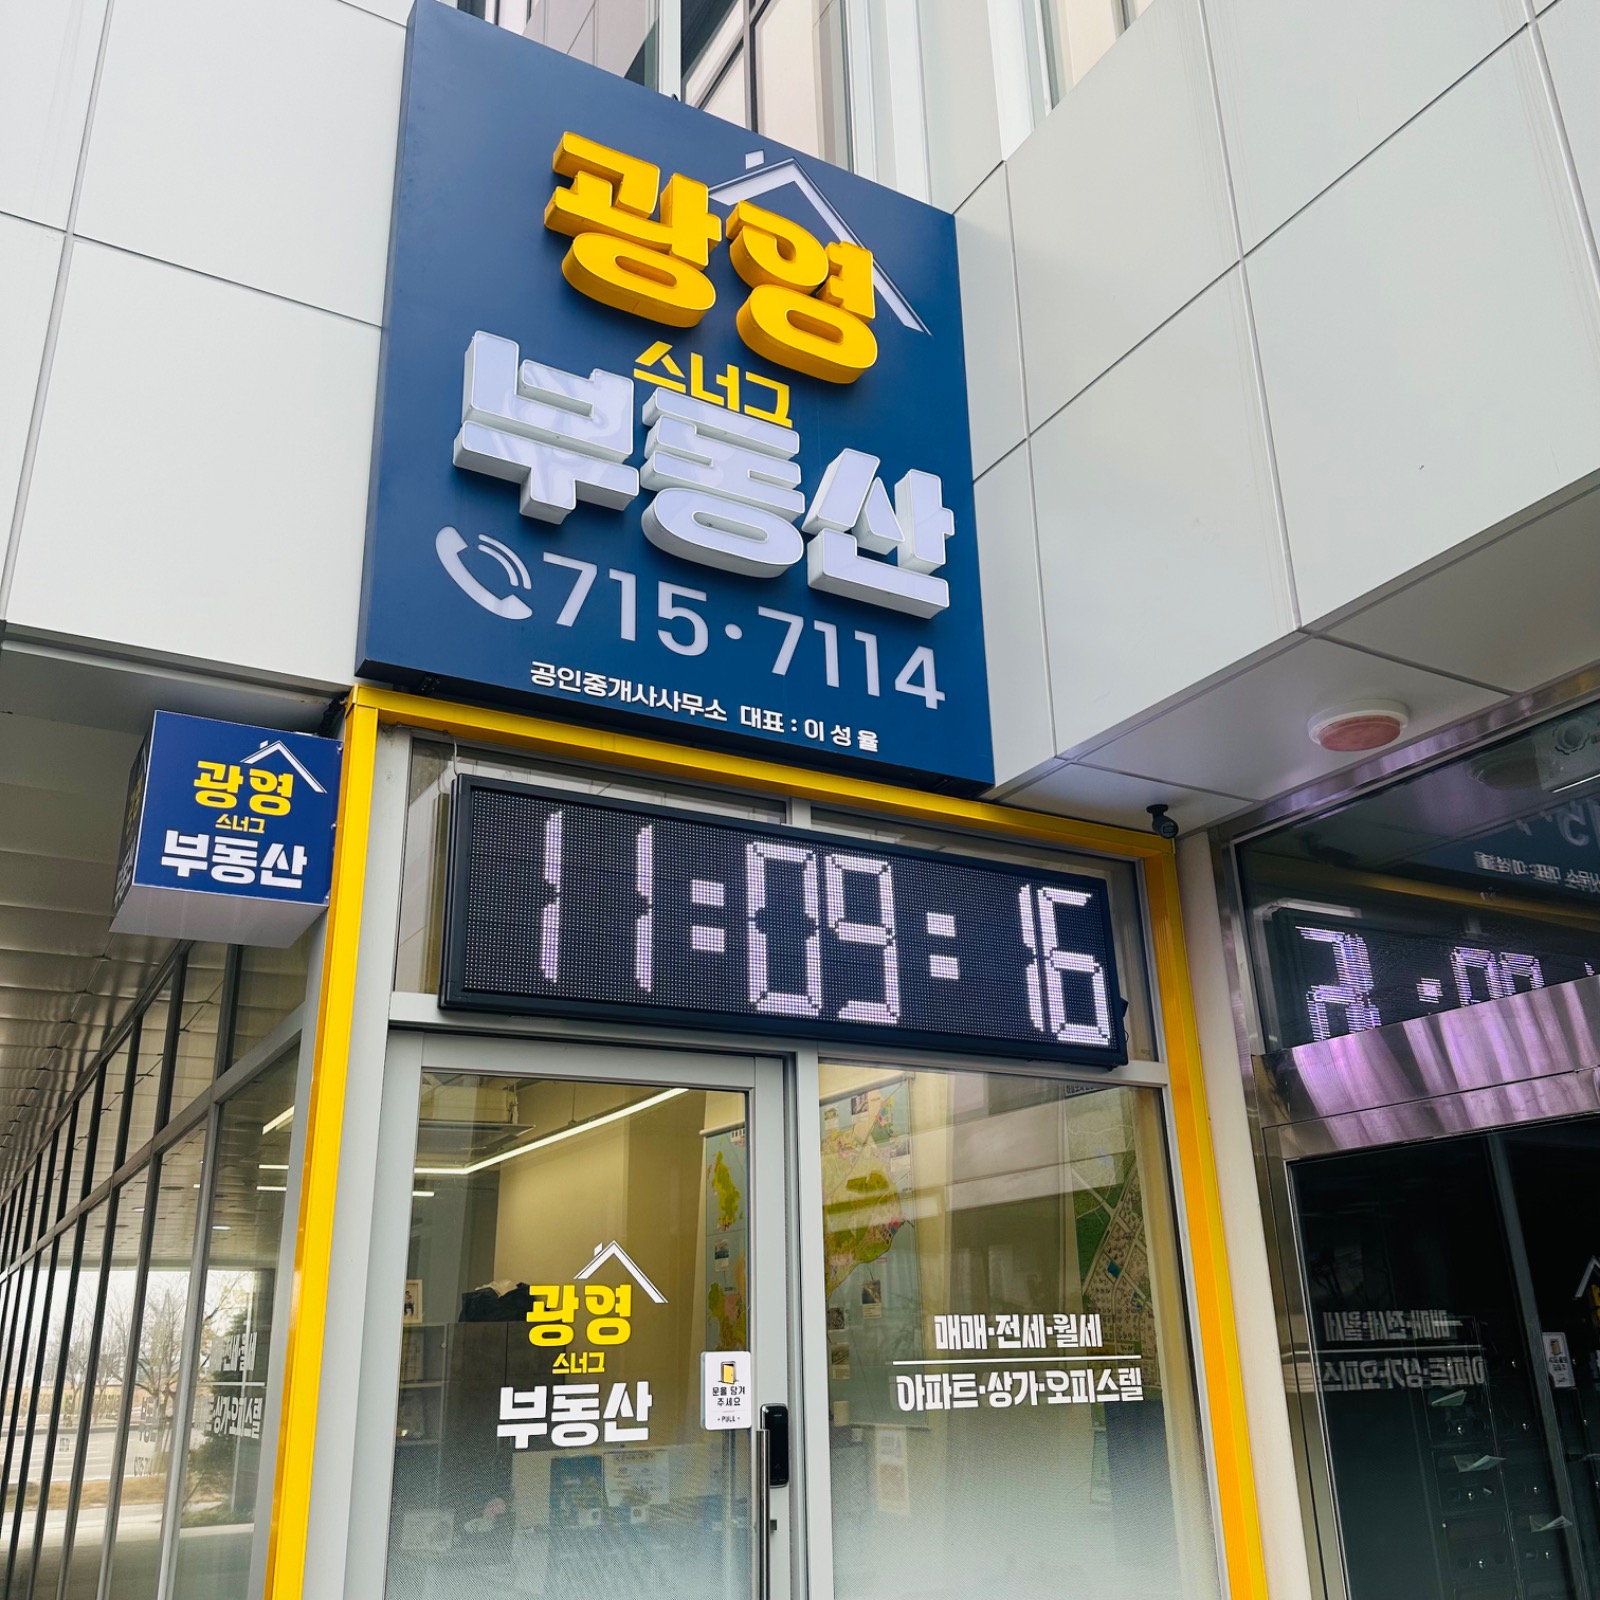 광영
스너그
부동산
715·7114
공인중개사사무소 대표 : 이성율
광영
스너그
부동산
11:09:16
광영
스너그
부동산
문을 당겨
주세요
- PULL -
매매·전세·월세
아파트·상가·오피스텔